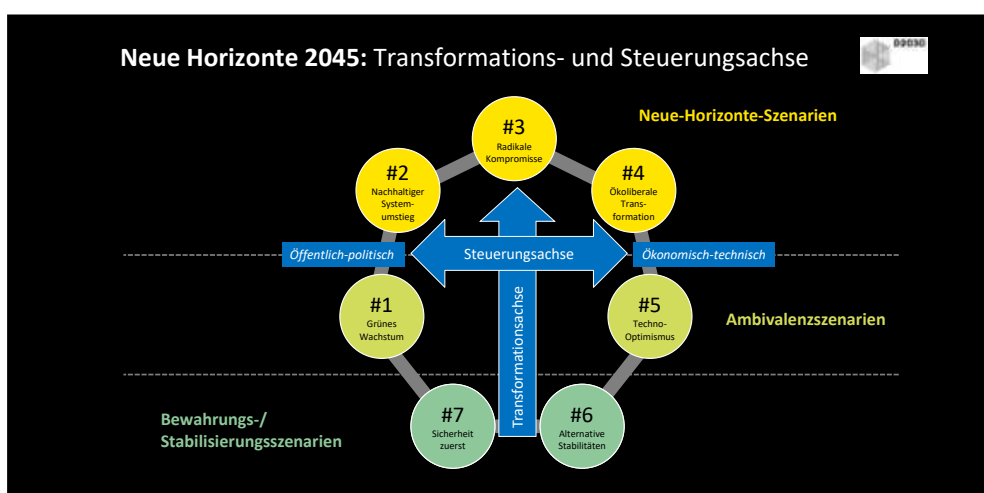 Neue Horizonte 2045: Transformations- und Steuerungsachse
Neue-Horizonte-Szenarien
#3
Radikale
Kompromisse
#2
Nachhaltiger
System-
umstieg
#4
Ökoliberale
Trans-
formation
Öffentlich-politisch
Steuerungsachse
Ökonomisch-technisch
#1
Grünes
Wachstum
Transformationsachse
#5
Techno-
Optimismus
Ambivalenzszenarien
Bewahrungs-/
Stabilisierungsszenarien
#7
Sicherheit
zuerst
#6
Alternative
Stabilitäten